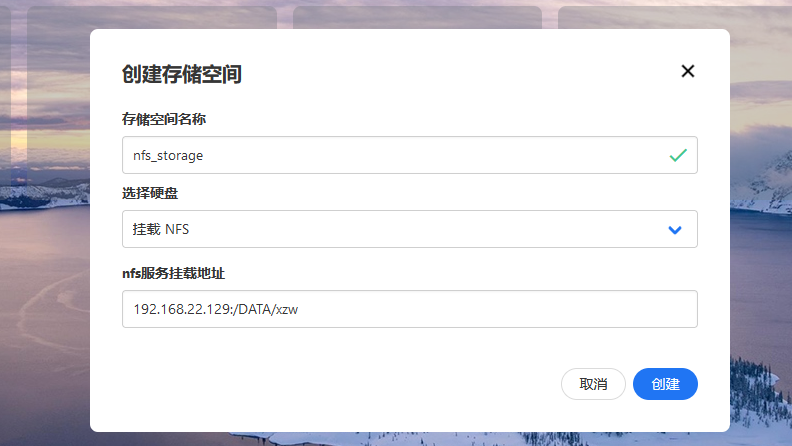 创建存储空间
存储空间名称
nfs_storage
选择硬盘
挂载 NFS
nfs服务挂载地址
192.168.22.129:/DATA/xzw
取消 创建